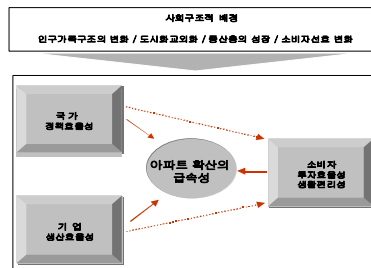 사회구조적 배경
인구가족구조의 변화 / 도시화교외화 / 중산층의 성장 / 소비자선호 변화
국 가
정책효율성
아파트 확산의
급속성
소비자
투자효율성
생활편리성
기 업
생산효율성